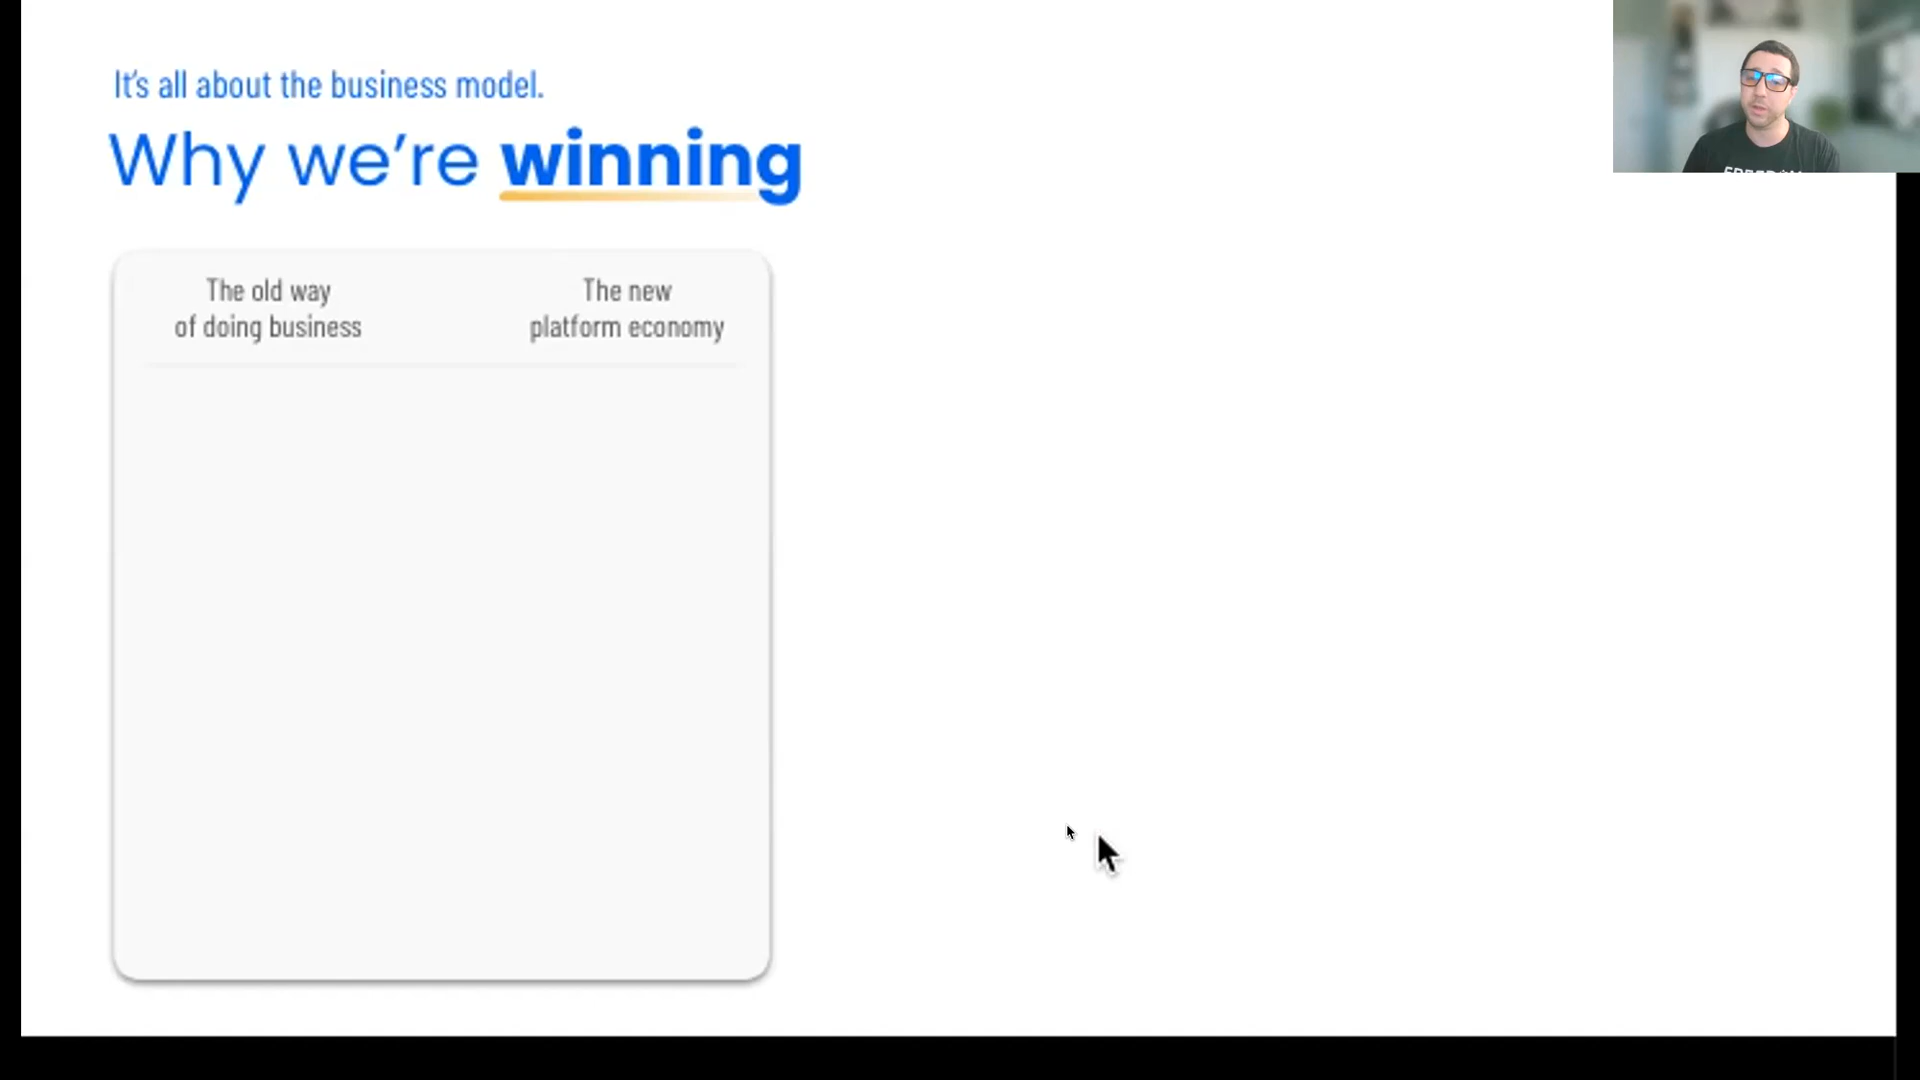 It's all about the business model.
Why we're winning
The old way
of doing business
The new
platform economy